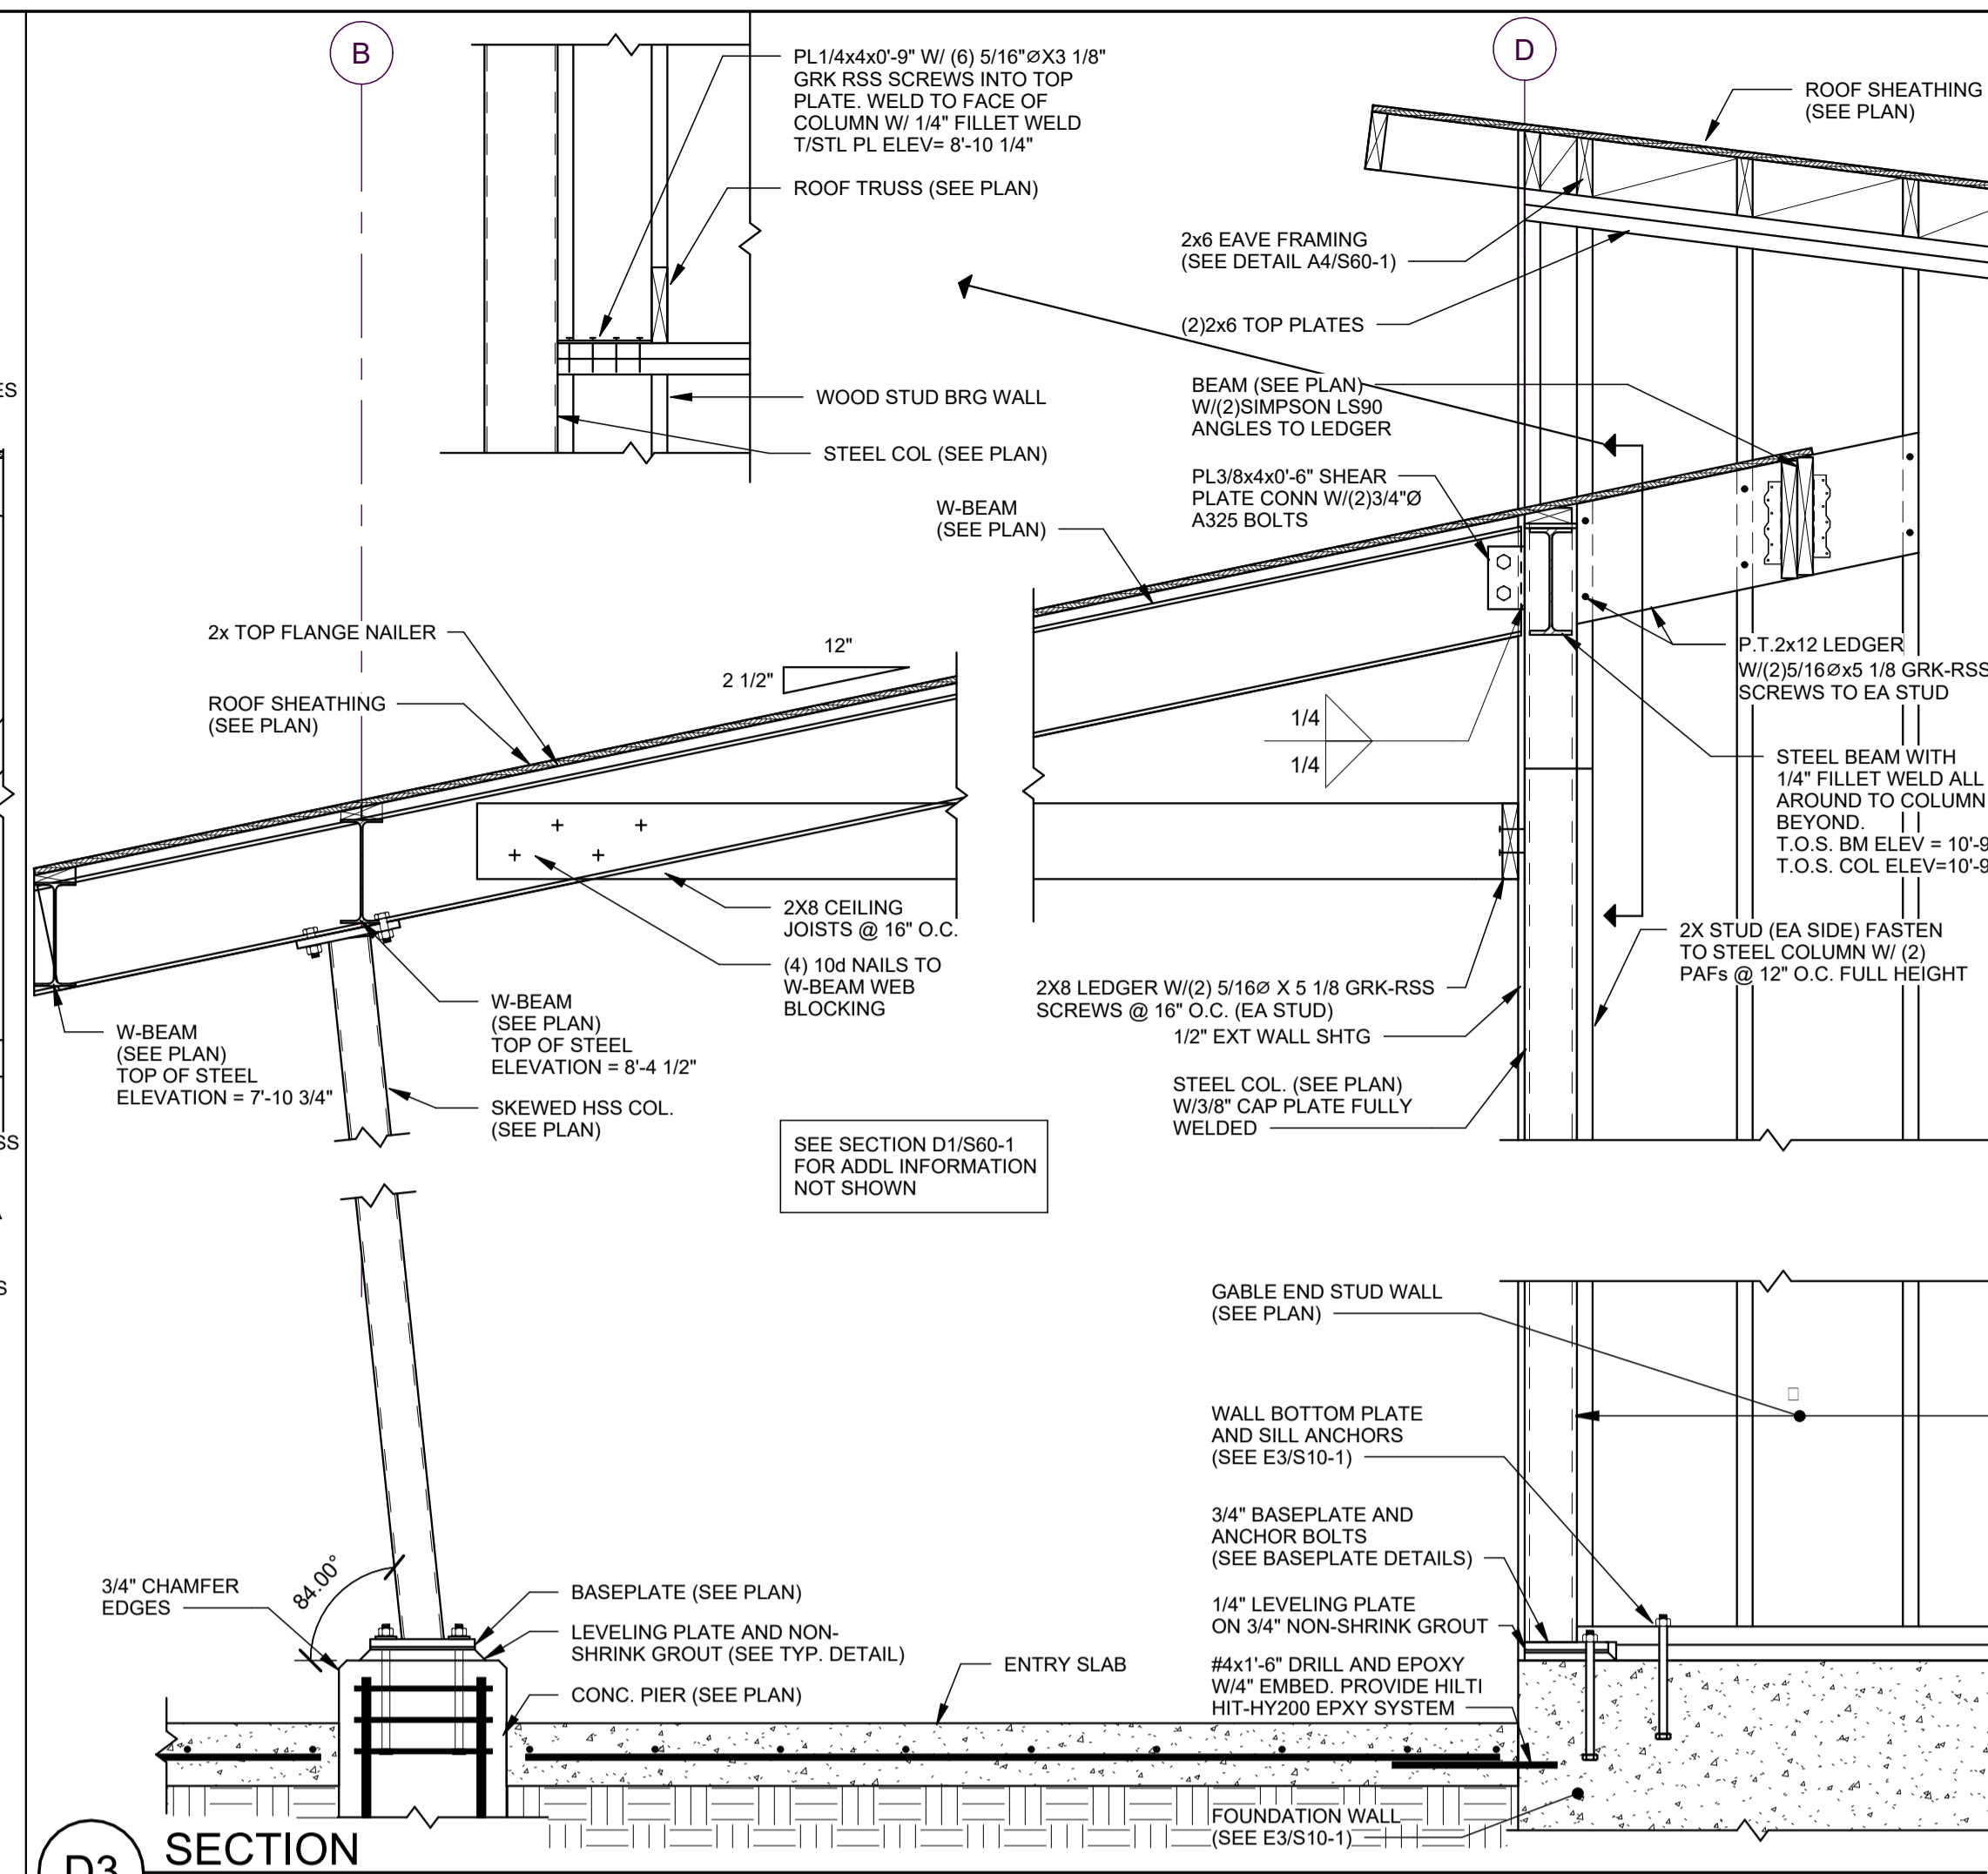 B
PL1/4x4x0'-9" W/ (6) 5/16"ØX3 1/8"
GRK RSS SCREWS INTO TOP
PLATE. WELD TO FACE OF
COLUMN W/ 1/4" FILLET WELD
T/STL PL ELEV= 8'-10 1/4"
ROOF TRUSS (SEE PLAN)
WOOD STUD BRG WALL
STEEL COL (SEE PLAN)
D
ROOF SHEATHING
(SEE PLAN)
2x6 EAVE FRAMING
(SEE DETAIL A4/S60-1)
(2)2x6 TOP PLATES
BEAM (SEE PLAN)
W/(2)SIMPSON LS90
ANGLES TO LEDGER
PL3/8x4x0'-6" SHEAR
PLATE CONN W/(2)3/4"Ø
A325 BOLTS
W-BEAM
(SEE PLAN)
2x TOP FLANGE NAILER
12"
2 1/2"
ROOF SHEATHING
(SEE PLAN)
P.T.2x12 LEDGER
W/(2)5/16Øx5 1/8 GRK-RSS
SCREWS TO EA STUD
1/4
1/4
STEEL BEAM WITH
1/4" FILLET WELD ALL
AROUND TO COLUMN
BEYOND.
T.O.S. BM ELEV = 10'-9
T.O.S. COL ELEV=10'-9
2X8 CEILING
JOISTS @ 16" O.C.
(4) 10d NAILS TO
W-BEAM WEB
BLOCKING
2X STUD (EA SIDE) FASTEN
TO STEEL COLUMN W/ (2)
PAFs @ 12" O.C. FULL HEIGHT
2X8 LEDGER W/(2) 5/16Ø X 5 1/8 GRK-RSS
SCREWS @ 16" O.C. (EA STUD)
1/2" EXT WALL SHTG
W-BEAM
(SEE PLAN)
TOP OF STEEL
ELEVATION = 8'-4 1/2"
W-BEAM
(SEE PLAN)
TOP OF STEEL
ELEVATION = 7'-10 3/4"
SKEWED HSS COL.
(SEE PLAN)
STEEL COL. (SEE PLAN)
W/3/8" CAP PLATE FULLY
WELDED
SEE SECTION D1/S60-1
FOR ADDL INFORMATION
NOT SHOWN
GABLE END STUD WALL
(SEE PLAN)
WALL BOTTOM PLATE
AND SILL ANCHORS
(SEE E3/S10-1)
3/4" BASEPLATE AND
ANCHOR BOLTS
(SEE BASEPLATE DETAILS)
1/4" LEVELING PLATE
ON 3/4" NON-SHRINK GROUT
#4x1'-6" DRILL AND EPOXY
W/4" EMBED. PROVIDE HILTI
HIT-HY200 EPXY SYSTEM
3/4" CHAMFER
EDGES
84.00°
BASEPLATE (SEE PLAN)
LEVELING PLATE AND NON-
SHRINK GROUT (SEE TYP. DETAIL)
CONC. PIER (SEE PLAN)
ENTRY SLAB
FOUNDATION WALL
(SEE E3/S10-1)
D3
SECTION